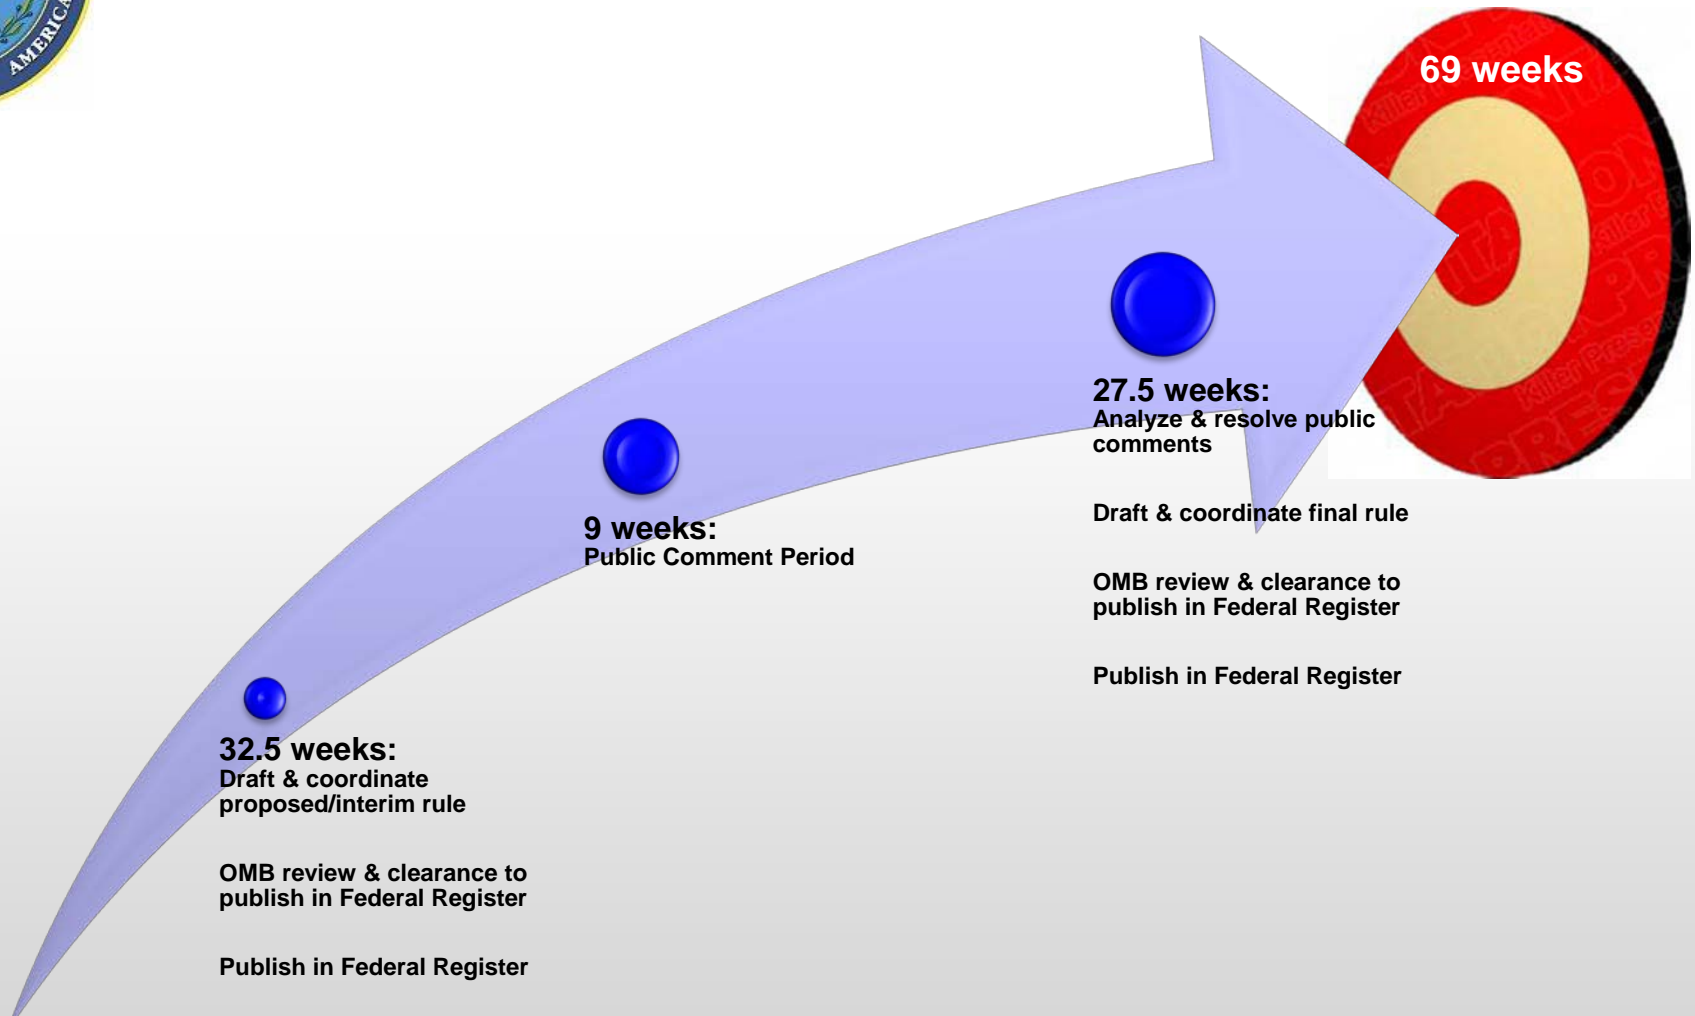 AMERICA
69 weeks
27.5 weeks:
Analyze & resolve public
comments
Draft & coordinate final rule
OMB review & clearance to
publish in Federal Register
Publish in Federal Register
9 weeks:
Public Comment Period
32.5 weeks:
Draft & coordinate
proposed/interim rule
OMB review & clearance to
publish in Federal Register
Publish in Federal Register